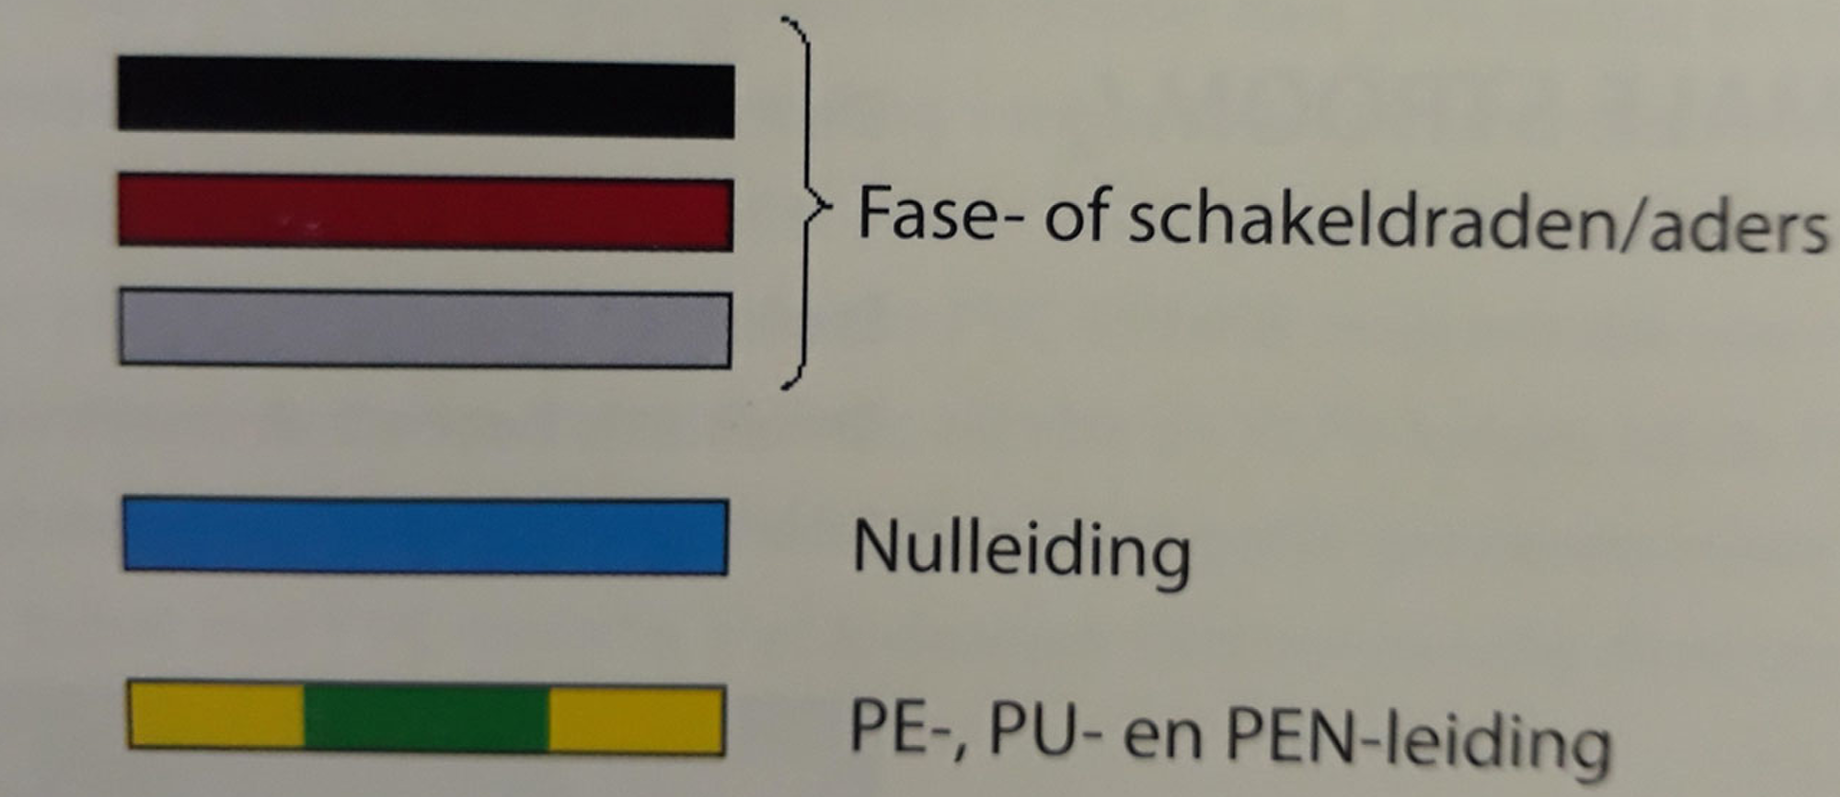 Fase- of schakeldraden/aders
Nulleiding
PE-, PU- en PEN-leiding